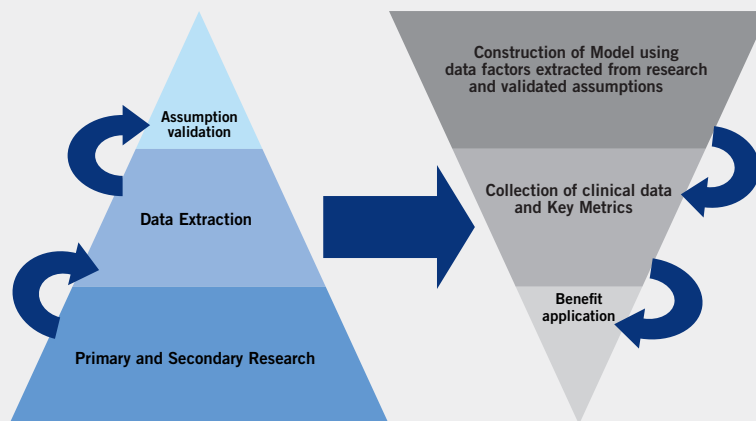 Assumption
validation
Data Extraction
Primary and Secondary Research
Construction of Model using
data factors extracted from research
and validated assumptions
Collection of clinical data
and Key Metrics
Benefit
application